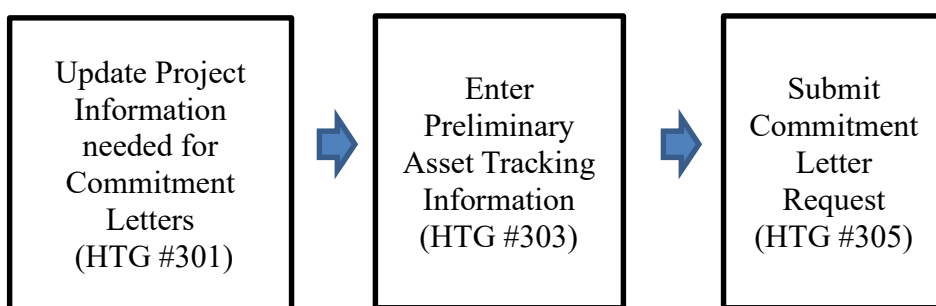 Update Project
Information
needed for
Commitment
Letters
(HTG #301)
Enter
Preliminary
Asset Tracking
Information
(HTG #303)
Submit
Commitment
Letter
Request
(HTG #305)